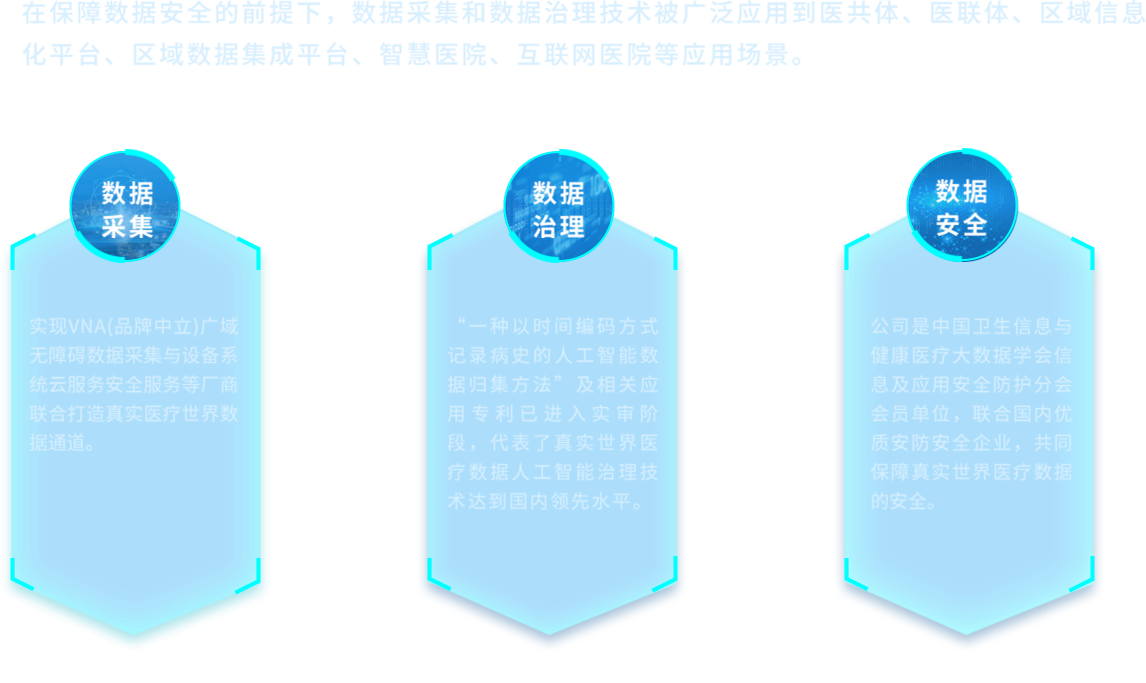 在保障数据安全的前提下，数据采集和数据治理技术被广泛应用到医共体、医联体、区域信息
化平台、区域数据集成平台、智慧医院、互联网医院等应用场景。
数据
采集
实现VNA(品牌中立)广域
无障碍数据采集与设备系
统云服务安全服务等厂商
联合打造真实医疗世界数
据通道。
数据
治理
“一种以时间编码方式
记录病史的人工智能数
据归集方法”及相关应
用专利已进入实审阶
段，代表了真实世界医
疗数据人工智能治理技
术达到国内领先水平。
数据
安全
公司是中国卫生信息与
健康医疗大数据学会信
息及应用安全防护分会
会员单位，联合国内优
质安防安全企业，共同
保障真实世界医疗数据
的安全。